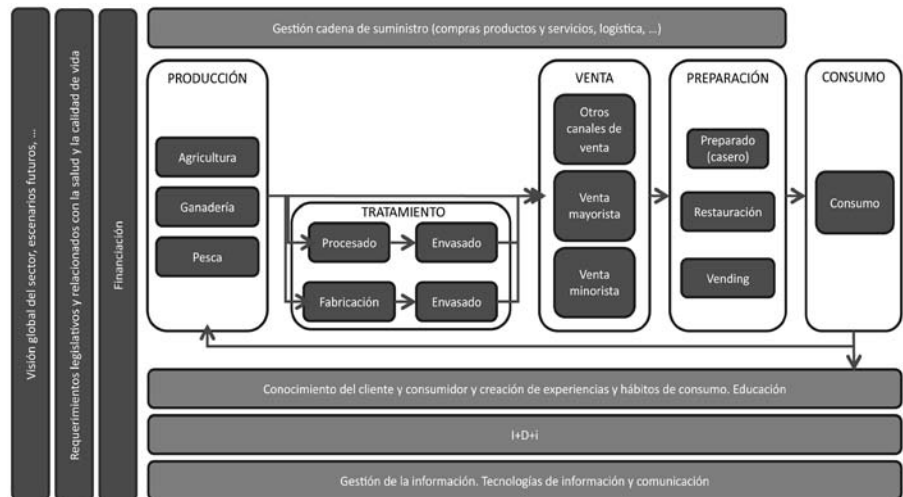 Visión global del sector, escenarios futuros, ...
Requerimientos legislativos y relacionados con la salud y la calidad de vida
Financiación
Gestión cadena de suministro (compras productos y servicios, logística, ...)
PRODUCCIÓN
Agricultura
Ganadería
Pesca
TRATAMIENTO
Procesado
Envasado
Fabricación
Envasado
VENTA
Otros
canales de
venta
Venta
mayorista
Venta
minorista
PREPARACIÓN
Preparado
(casero)
Restauración
Vending
CONSUMO
Consumo
Conocimiento del cliente y consumidor y creación de experiencias y hábitos de consumo. Educación
I+D+i
Gestión de la información. Tecnologías de información y comunicación